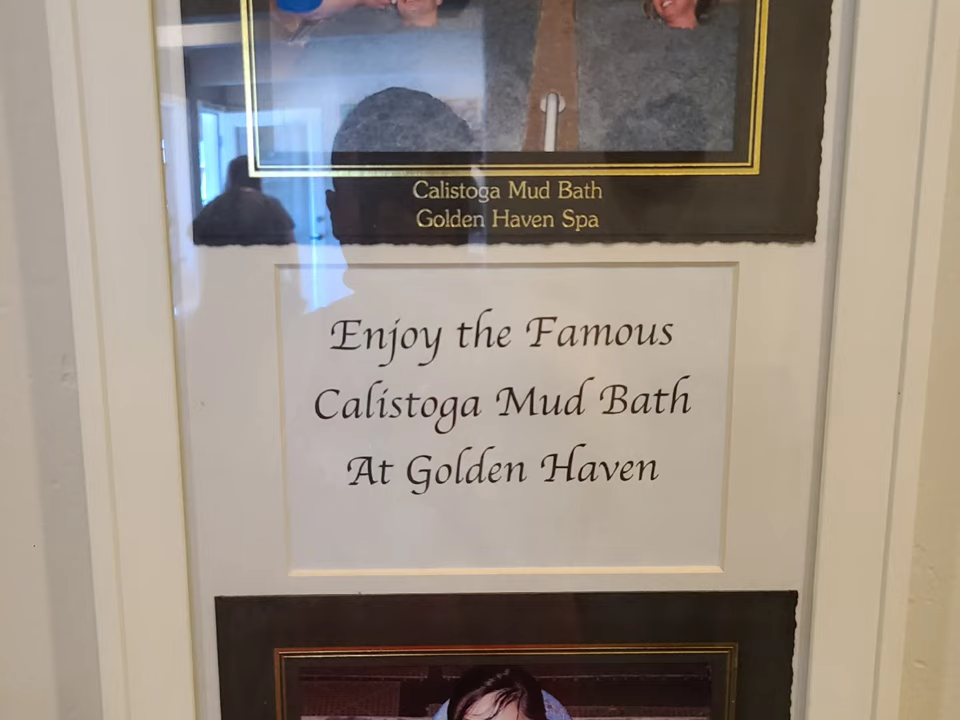 Calistoga Mud Bath
Golden Haven Spa
Enjoy the Famous
Calistoga Mud Bath
At Golden Haven